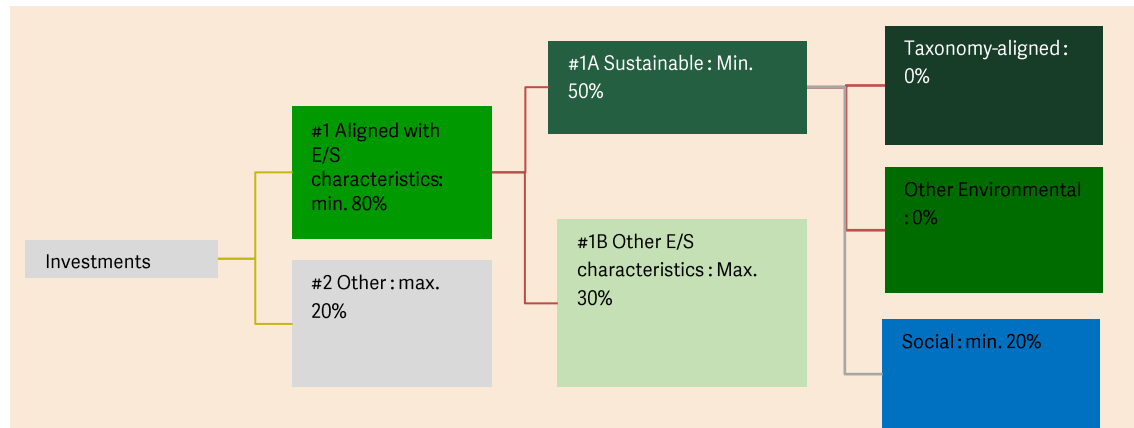 Investments
#1 Aligned with
E/S
characteristics:
min. 80%
#2 Other : max.
20%
#1A Sustainable : Min.
50%
#1B Other E/S
characteristics : Max.
30%
Taxonomy-aligned :
0%
Other Environmental
: 0%
Social : min. 20%